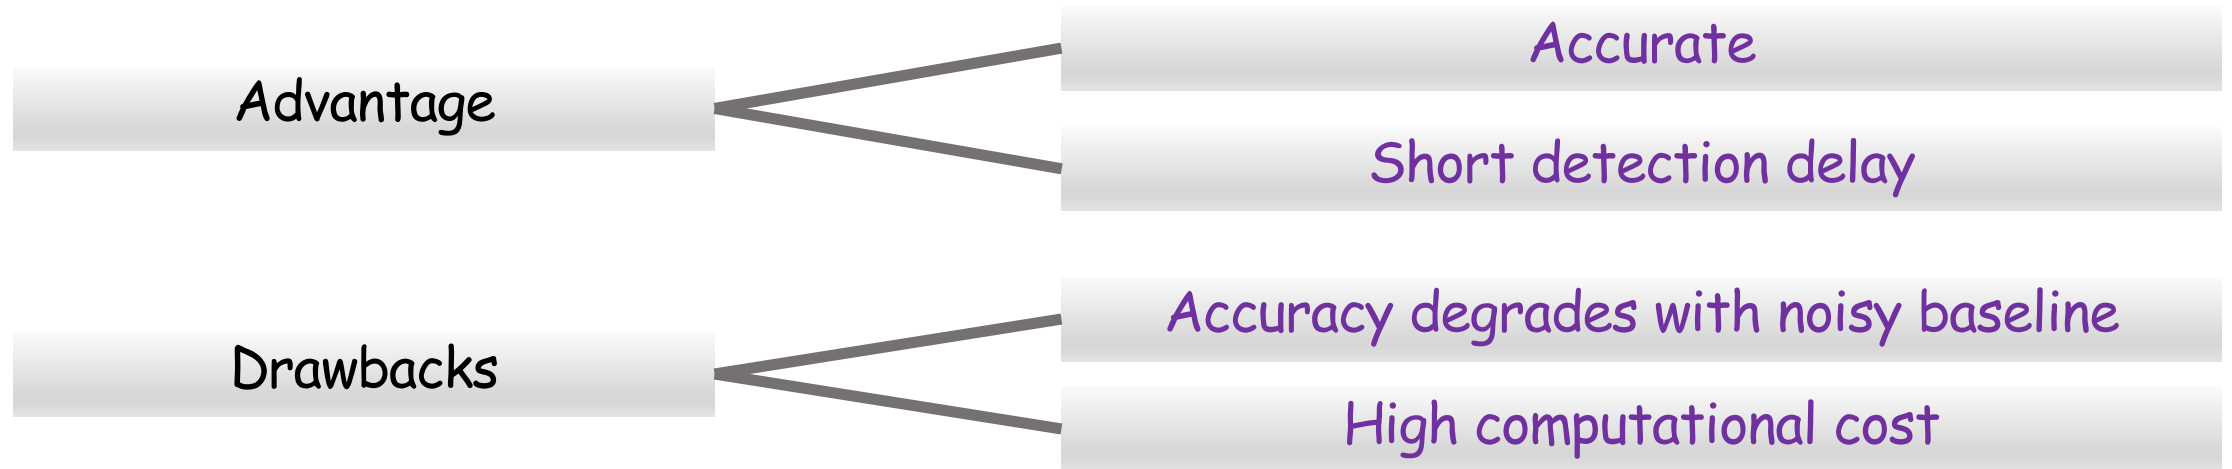 Advantage
Accurate
Short detection delay
Drawbacks
Accuracy degrades with noisy baseline
High computational cost